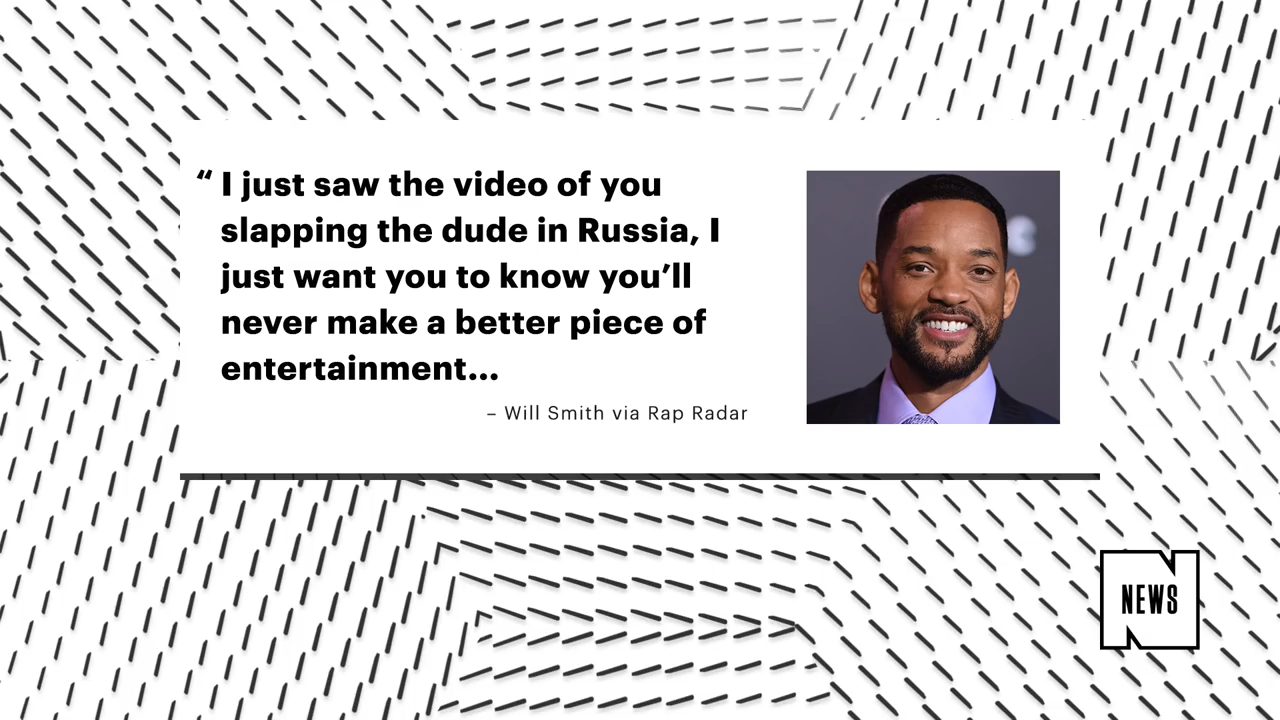 “ I just saw the video of you
slapping the dude in Russia, I
just want you to know you’ll
never make a better piece of
entertainment...
– Will Smith via Rap Radar
NEWS